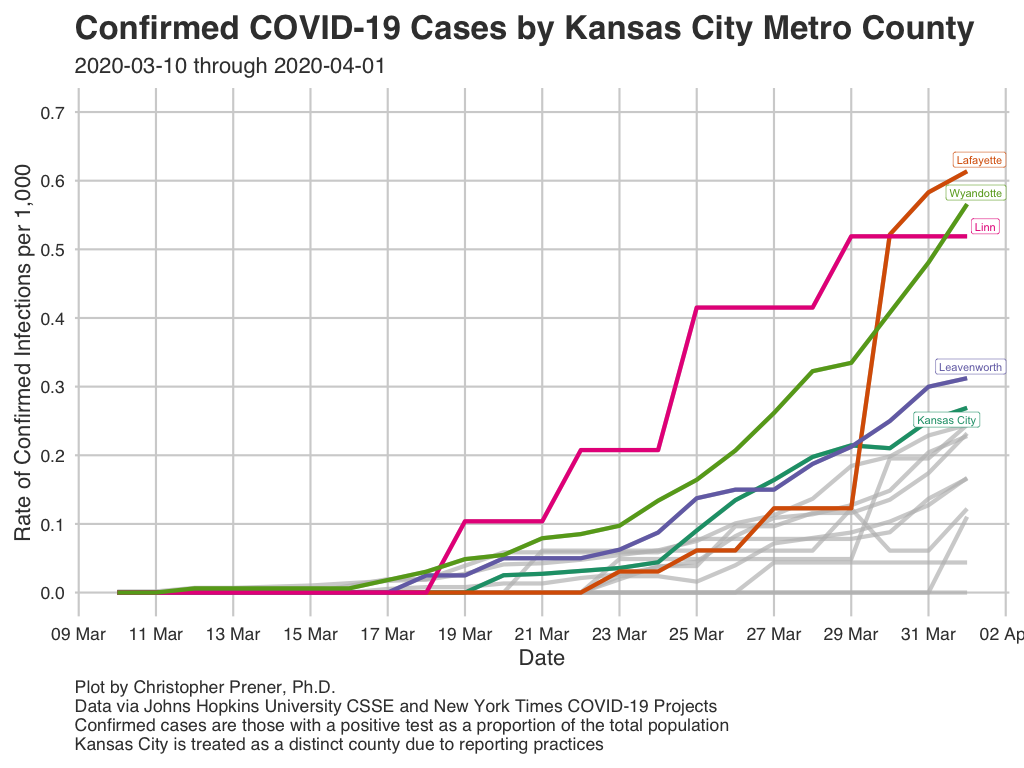 Confirmed COVID-19 Cases by Kansas City Metro County
2020-03-10 through 2020-04-01
Rate of Confirmed Infections per 1,000
0.7
0.6
0.5
0.4
0.3
0.2
0.1
0.0
Lafayette
Wyandotte
Linn
Leavenworth
Kansas City
09 Mar 11 Mar 13 Mar 15 Mar 17 Mar 19 Mar 21 Mar 23 Mar 25 Mar 27 Mar 29 Mar 31 Mar 02 Ap
Date
Plot by Christopher Prener, Ph.D.
Data via Johns Hopkins University CSSE and New York Times COVID-19 Projects
Confirmed cases are those with a positive test as a proportion of the total population
Kansas City is treated as a distinct county due to reporting practices